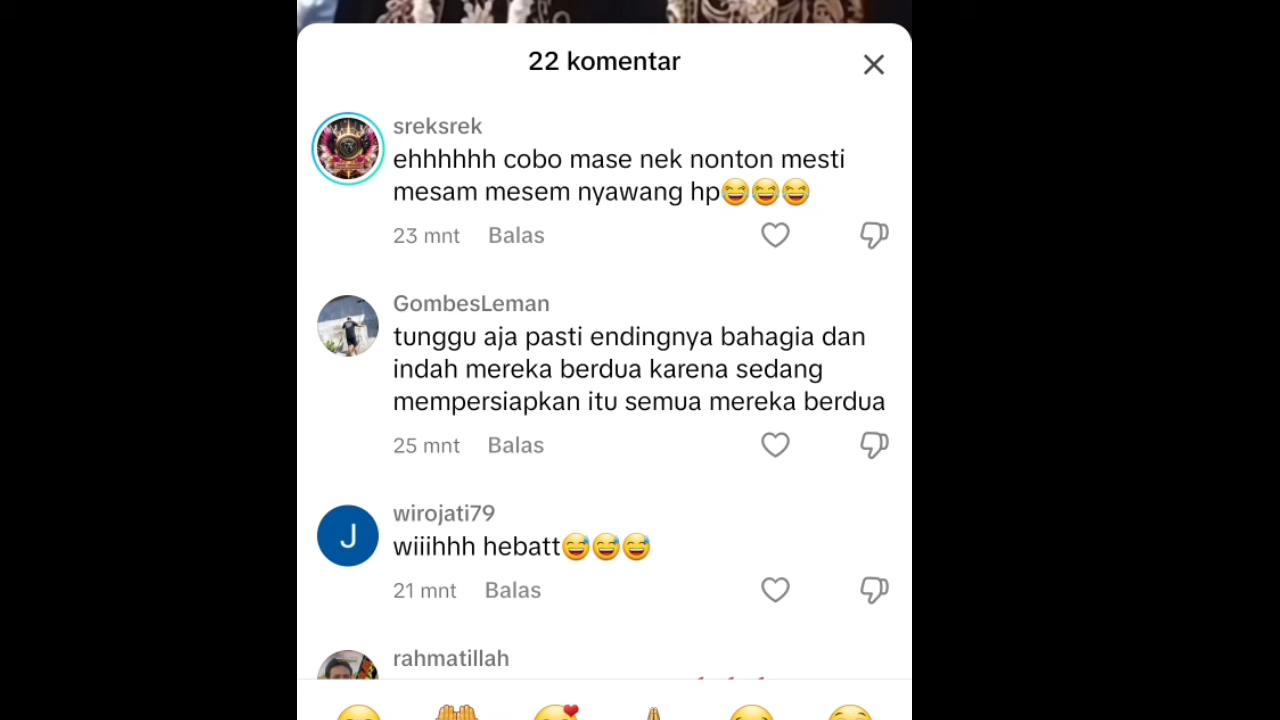 22 komentar
sreksrek
ehhhhhh cobo mase nek nonton mesti
mesam mesem nyawang hp😂😂😂
23 mnt Balas
GombesLeman
tunggu aja pasti endingnya bahagia dan
indah mereka berdua karena sedang
mempersiapkan itu semua mereka berdua
25 mnt Balas
J
wirojati79
wiiihhh hebatt😅😅😅
21 mnt Balas
rahmatillah